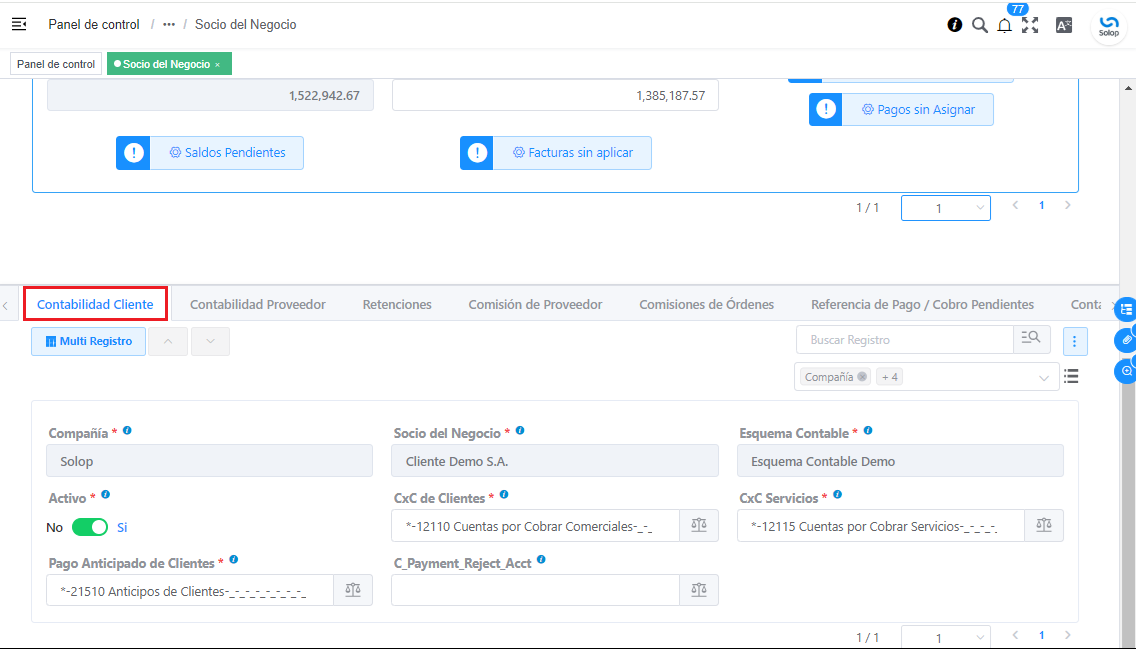 Panel de control / ••• / Socio del Negocio
77
Solop
Panel de control
Socio del Negocio ×
1,522,942.67
1,385,187.57
Pagos sin Asignar
Saldos Pendientes
Facturas sin aplicar
1 / 1
1
1
Contabilidad Cliente
Contabilidad Proveedor
Retenciones
Comisión de Proveedor
Comisiones de Órdenes
Referencia de Pago / Cobro Pendientes
Conta
Multi Registro
Buscar Registro
Compañía
+ 4
Compañía *
Socio del Negocio *
Esquema Contable *
Solop
Cliente Demo S.A.
Esquema Contable Demo
Activo *
CxC de Clientes *
CxC Servicios *
No
Sí
*-12110 Cuentas por Cobrar Comerciales-_-_
*-12115 Cuentas por Cobrar Servicios-_-_-_-_
Pago Anticipado de Clientes *
C_Payment_Reject_Acct
*-21510 Anticipos de Clientes-_-_-_-_-_-_-_-_
1 / 1
1
1